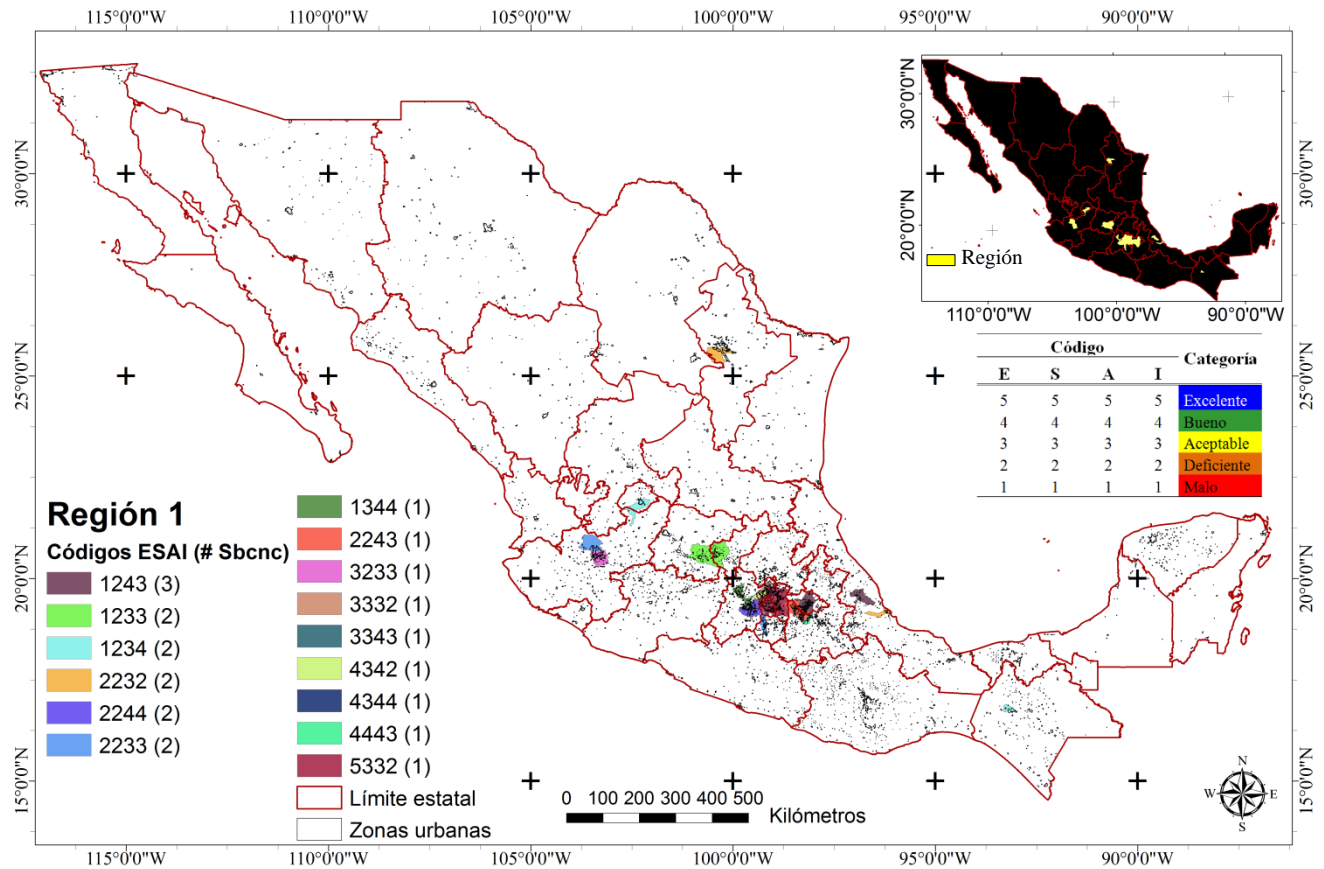 115°0'0"W 110°0'0"W 105°0'0"W 100°0'0"W 95°0'0"W 90°0'0"W
30°0'0"N
25°0'0"N
20°0'0"N
15°0'0"N
30°0'0"N
20°0'0"N
Región
110°0'0"W 100°0'0"W 90°0'0"W
Código Categoría
E S A I
5 5 5 5 Excelente
4 4 4 4 Bueno
3 3 3 3 Aceptable
2 2 2 2 Deficiente
1 1 1 1 Malo
30°0'0"N
25°0'0"N
20°0'0"N
15°0'0"N
Región 1
Códigos ESAI (# Sbcnc)
1243 (3)
1233 (2)
1234 (2)
2232 (2)
2244 (2)
2233 (2)
1344 (1)
2243 (1)
3233 (1)
3332 (1)
3343 (1)
4342 (1)
4344 (1)
4443 (1)
5332 (1)
Límite estatal
Zonas urbanas
0 100 200 300 400 500
Kilómetros
N
W E
S
115°0'0"W 110°0'0"W 105°0'0"W 100°0'0"W 95°0'0"W 90°0'0"W